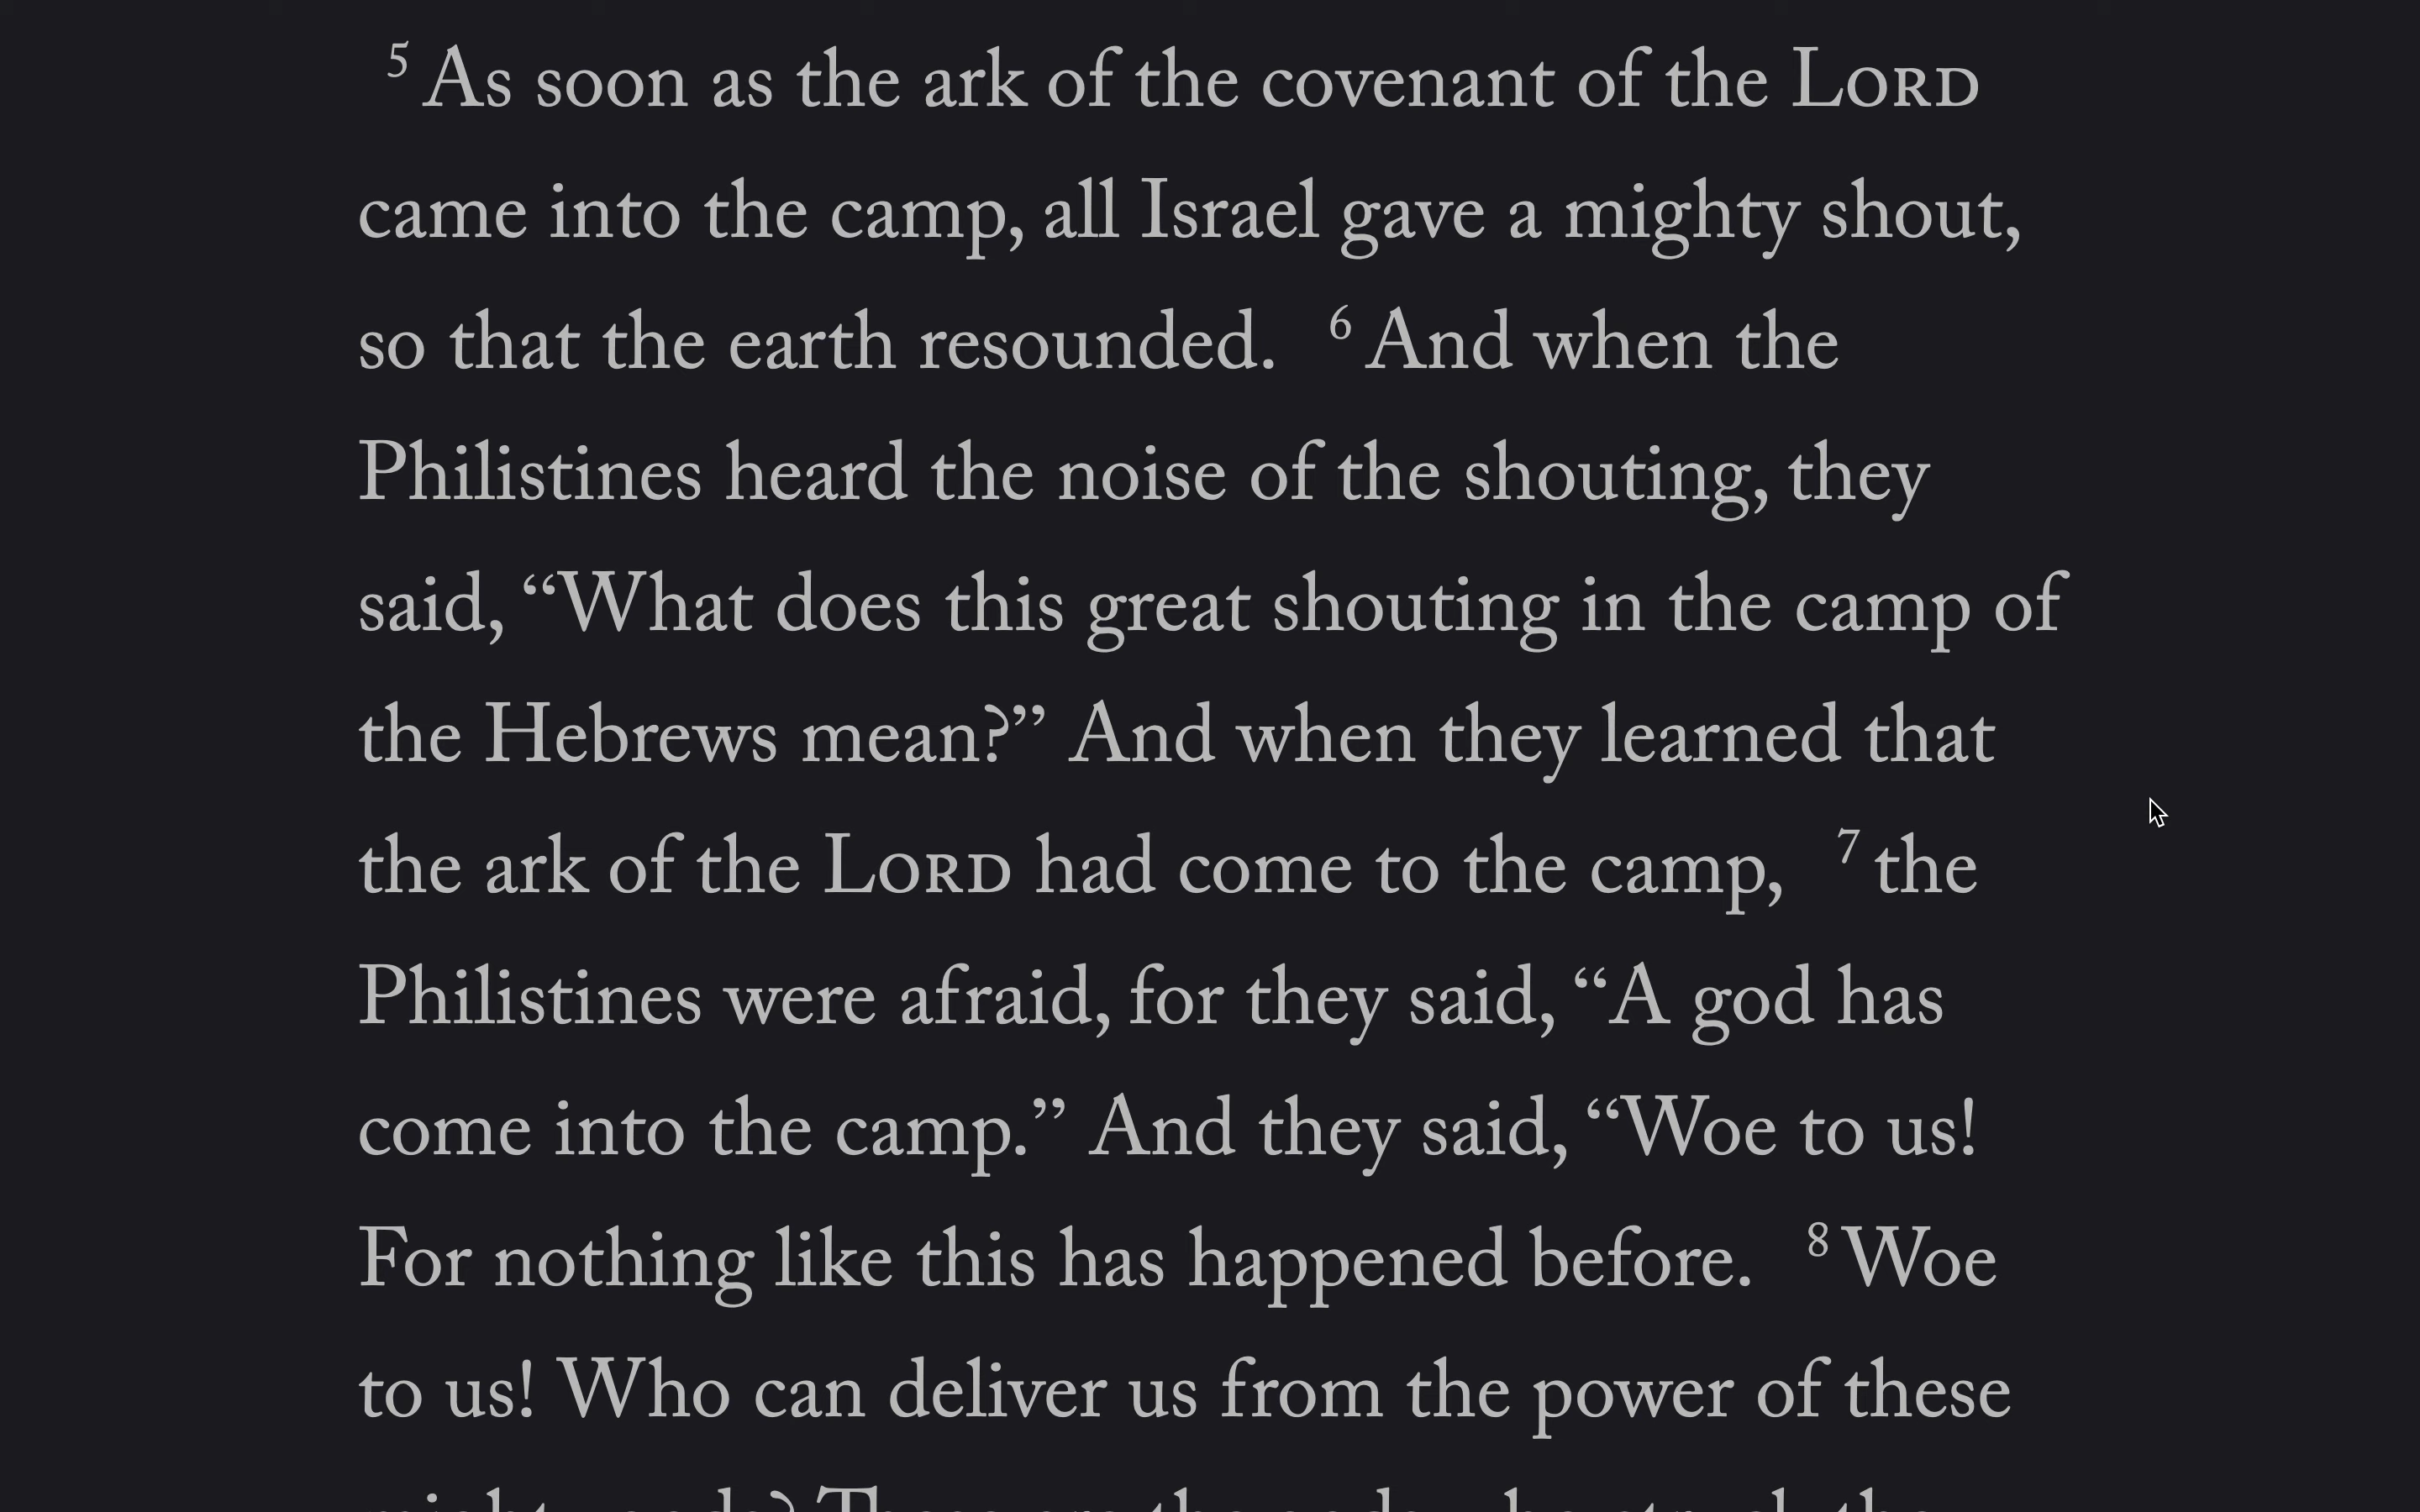 5 As soon as the ark of the covenant of the LORD
came into the camp, all Israel gave a mighty shout,
so that the earth resounded. 6 And when the
Philistines heard the noise of the shouting, they
said, “What does this great shouting in the camp of
the Hebrews mean?” And when they learned that
the ark of the LORD had come to the camp, 7 the
Philistines were afraid, for they said, “A god has
come into the camp.” And they said, “Woe to us!
For nothing like this has happened before. 8 Woe
to us! Who can deliver us from the power of these